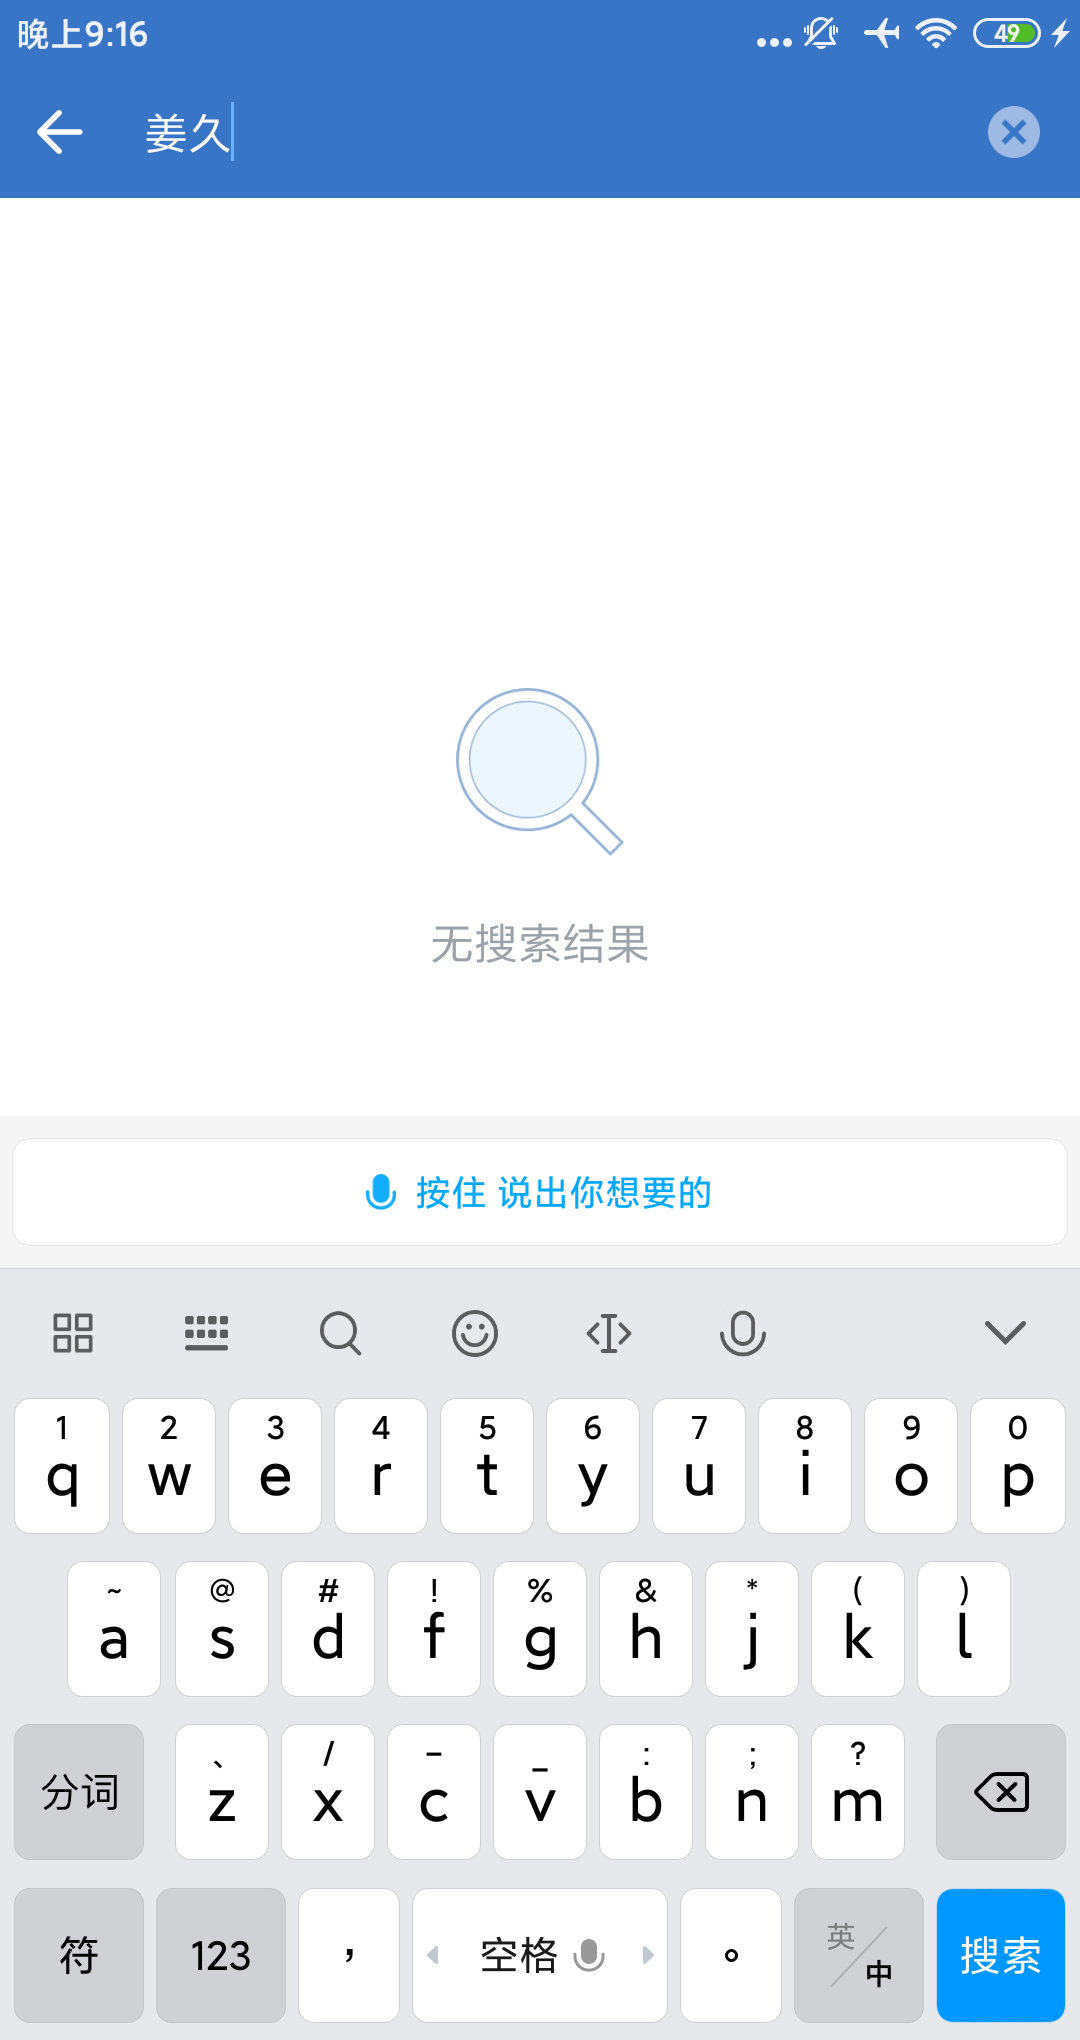 晚上9:16
49
姜久
无搜索结果
按住 说出你想要的
1 2 3 4 5 6 7 8 9 0
q w e r t y u i o p
~ @ # ! % & * ( )
a s d f g h j k l
、 / – _ : ; ?
分词 z x c v b n m
符 123 , 空格 。 英/中 搜索